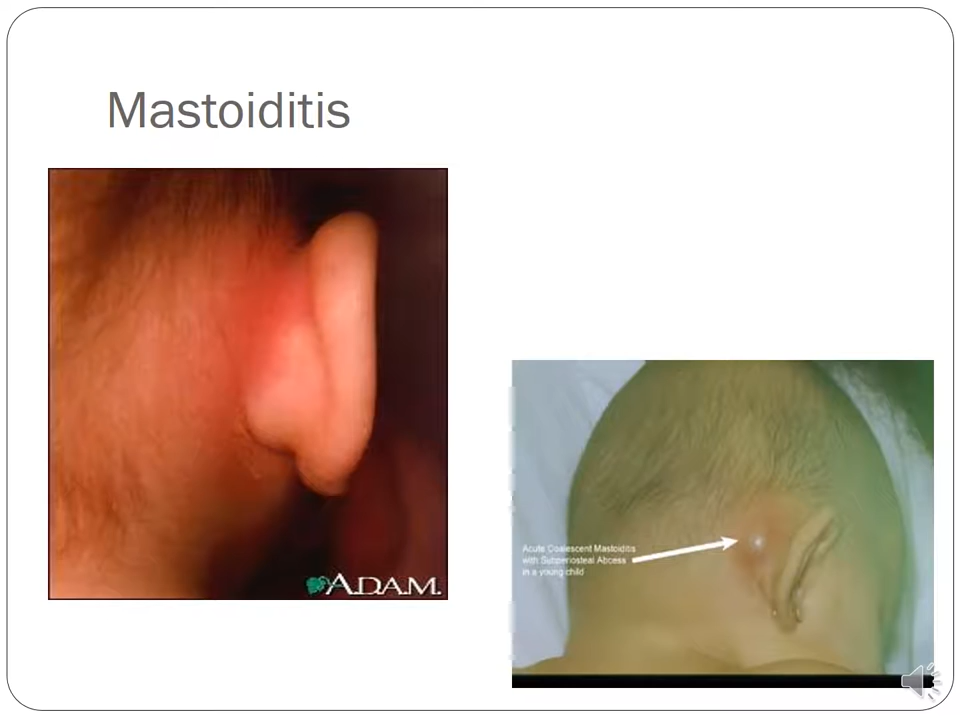 Mastoiditis
A.D.A.M.
Acute Coalescent Mastoiditis
with Subperiosteal Abcess
in a young child